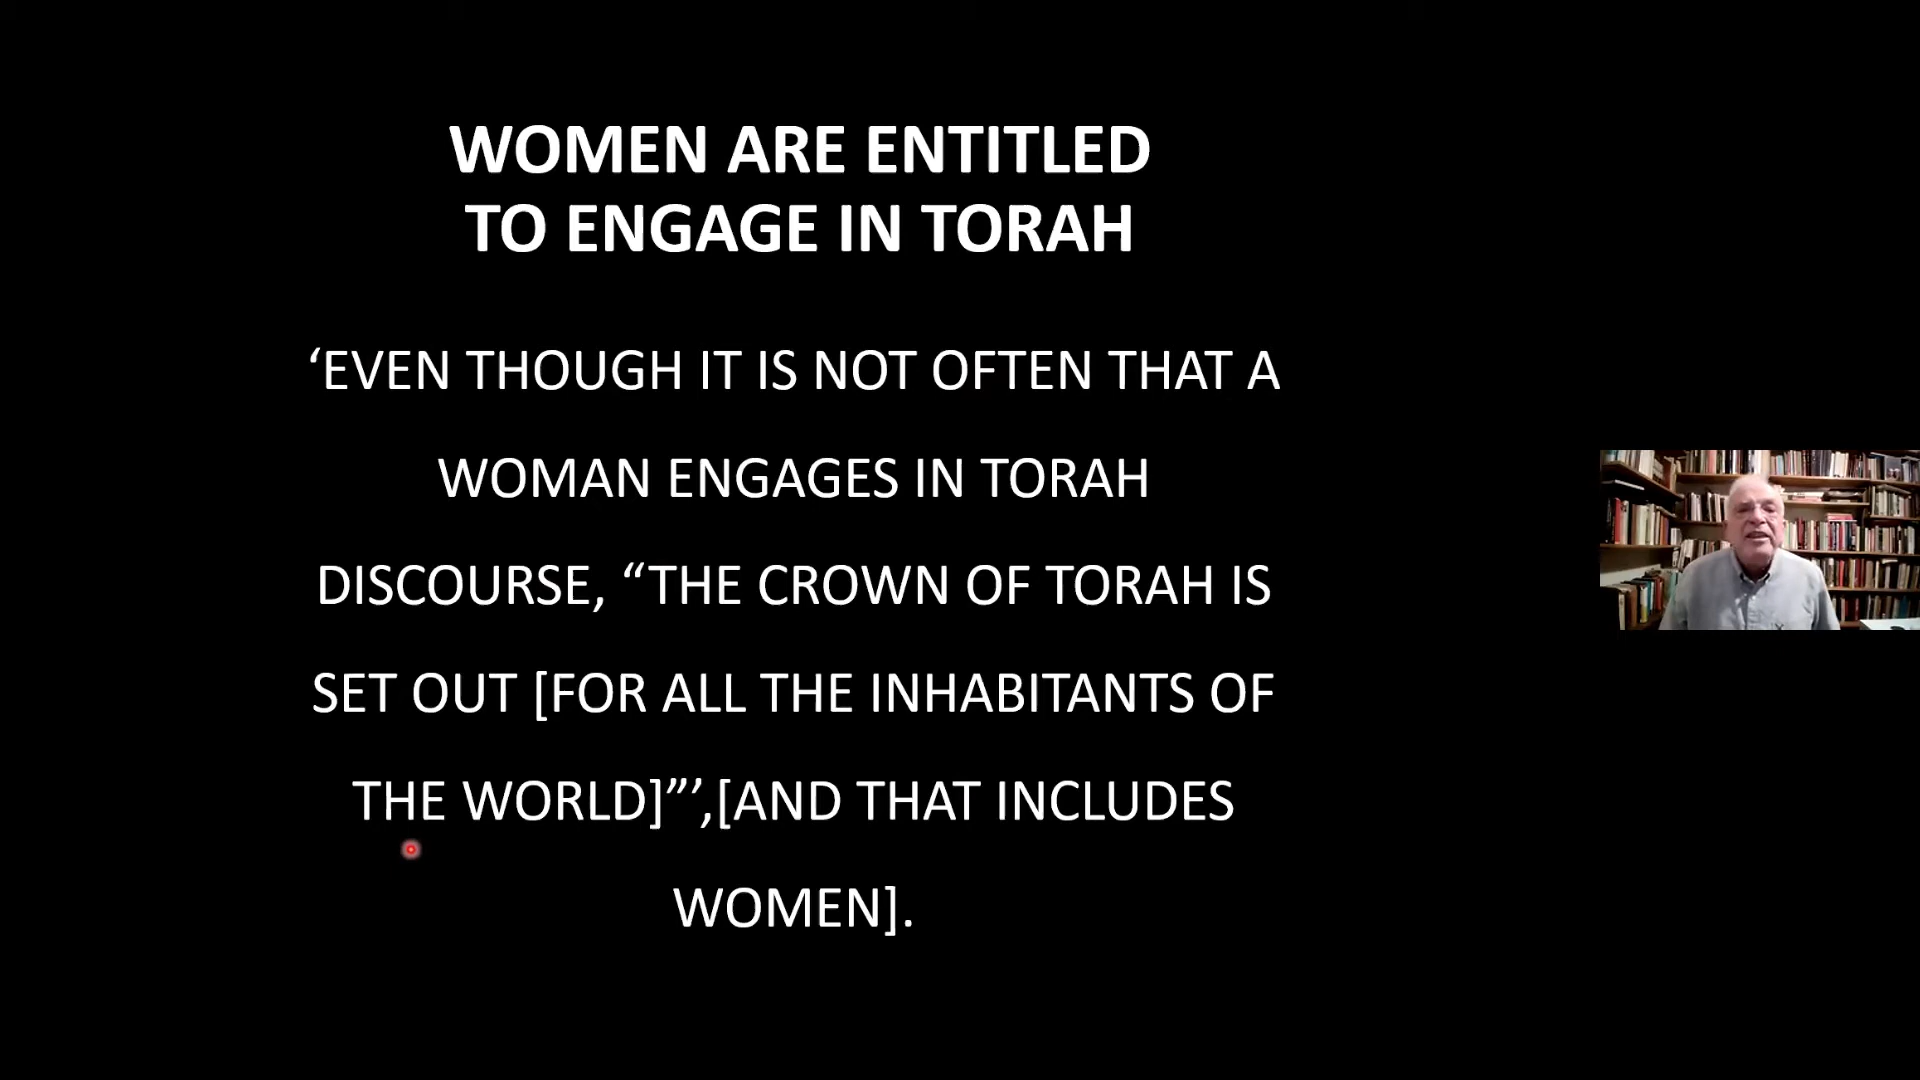 WOMEN ARE ENTITLED
TO ENGAGE IN TORAH
‘EVEN THOUGH IT IS NOT OFTEN THAT A
WOMAN ENGAGES IN TORAH
DISCOURSE, “THE CROWN OF TORAH IS
SET OUT [FOR ALL THE INHABITANTS OF
THE WORLD]”’,[AND THAT INCLUDES
WOMEN].